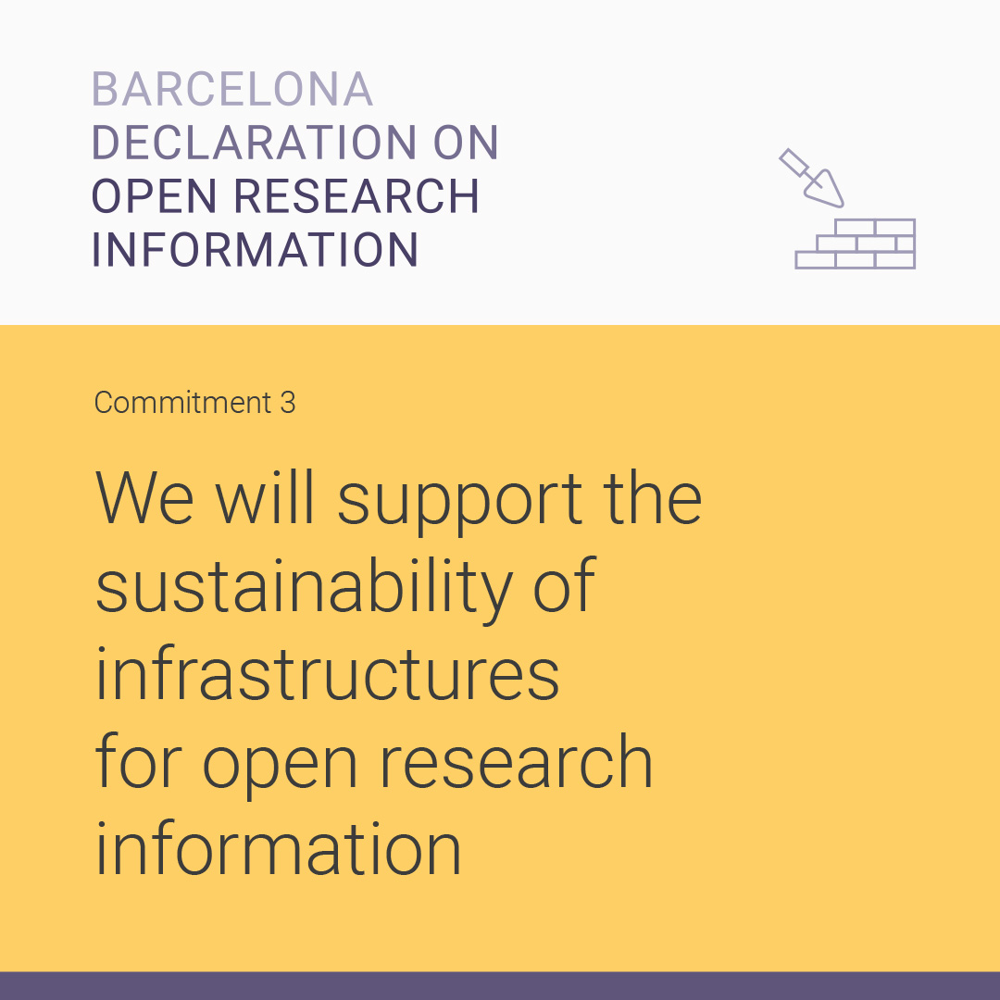 BARCELONA
DECLARATION ON
OPEN RESEARCH
INFORMATION
Commitment 3
We will support the
sustainability of
infrastructures
for open research
information